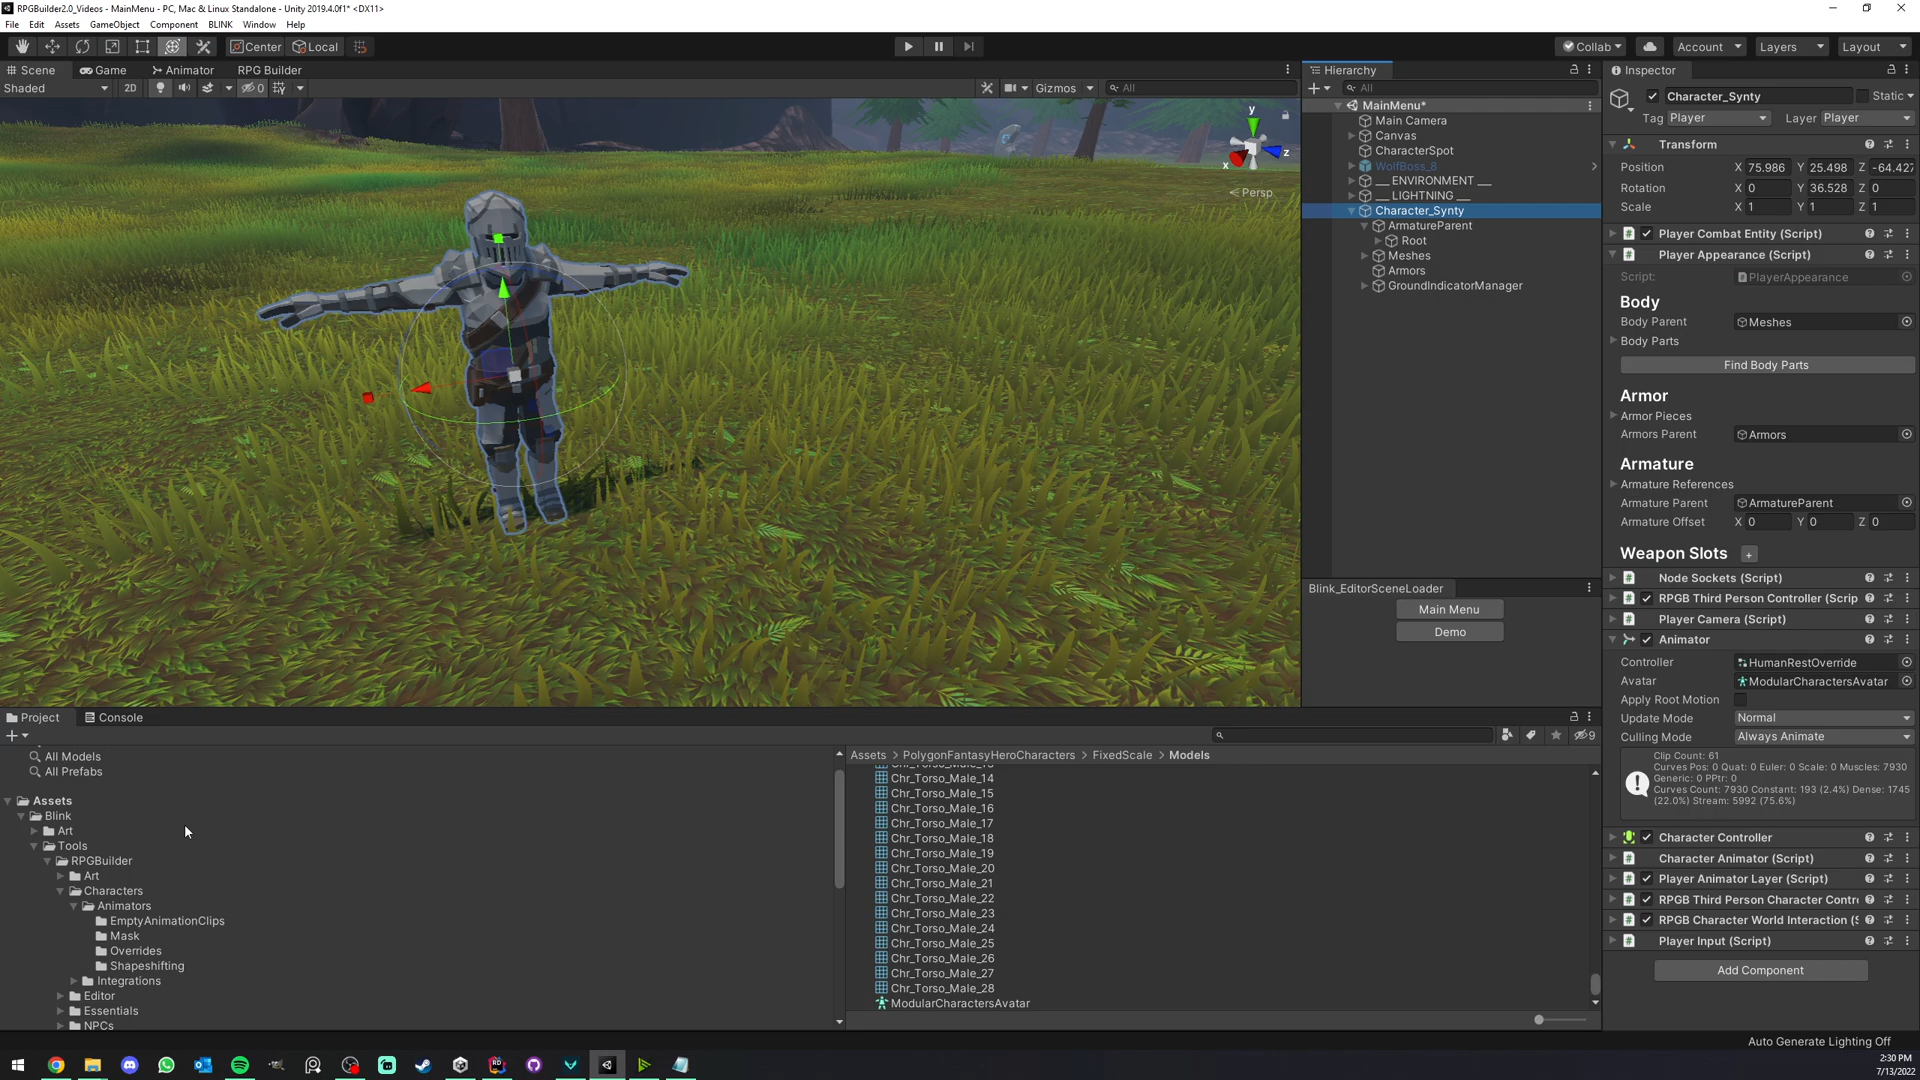 RPGBuilder2.0_Videos - MainMenu - PC, Mac & Linux Standalone - Unity 2019.4.0f1* <DX11>
File Edit Assets GameObject Component BLINK Window Help
Center Local Collab Account Layers Layout
Scene Game Animator RPG Builder
Shaded 2D 0 Gizmos All
y
x
z
Persp
Hierarchy
All
MainMenu*
Main Camera
Canvas
CharacterSpot
WolfBoss_8
__ ENVIRONMENT __
__ LIGHTNING __
Character_Synty
ArmatureParent
Root
Meshes
Armors
GroundIndicatorManager
Blink_EditorSceneLoader
Main Menu
Demo
Inspector
Character_Synty Static
Tag Player Layer Player
Transform
Position X 75.986 Y 25.498 Z -64.427
Rotation X 0 Y 36.528 Z 0
Scale X 1 Y 1 Z 1
Player Combat Entity (Script)
Player Appearance (Script)
Script: PlayerAppearance
Body
Body Parent Meshes
Body Parts
Find Body Parts
Armor
Armor Pieces
Armors Parent Armors
Armature
Armature References
Armature Parent ArmatureParent
Armature Offset X 0 Y 0 Z 0
Weapon Slots +
Node Sockets (Script)
RPGB Third Person Controller (Scrip
Player Camera (Script)
Animator
Controller HumanRestOverride
Avatar ModularCharactersAvatar
Apply Root Motion
Update Mode Normal
Culling Mode Always Animate
Clip Count: 61
Curves Pos: 0 Quat: 0 Euler: 0 Scale: 0 Muscles: 7930
Generic: 0 PPtr: 0
Curves Count: 7930 Constant: 193 (2.4%) Dense: 1745
(22.0%) Stream: 5992 (75.6%)
Character Controller
Character Animator (Script)
Player Animator Layer (Script)
RPGB Third Person Character Contro
RPGB Character World Interaction (S
Player Input (Script)
Add Component
Project Console
9
All Models
All Prefabs
Assets
Blink
Art
Tools
RPGBuilder
Art
Characters
Animators
EmptyAnimationClips
Mask
Overrides
Shapeshifting
Integrations
Editor
Essentials
NPCs
Assets > PolygonFantasyHeroCharacters > FixedScale > Models
Chr_Torso_Male_14
Chr_Torso_Male_15
Chr_Torso_Male_16
Chr_Torso_Male_17
Chr_Torso_Male_18
Chr_Torso_Male_19
Chr_Torso_Male_20
Chr_Torso_Male_21
Chr_Torso_Male_22
Chr_Torso_Male_23
Chr_Torso_Male_24
Chr_Torso_Male_25
Chr_Torso_Male_26
Chr_Torso_Male_27
Chr_Torso_Male_28
ModularCharactersAvatar
Auto Generate Lighting Off
2:30 PM
7/13/2022